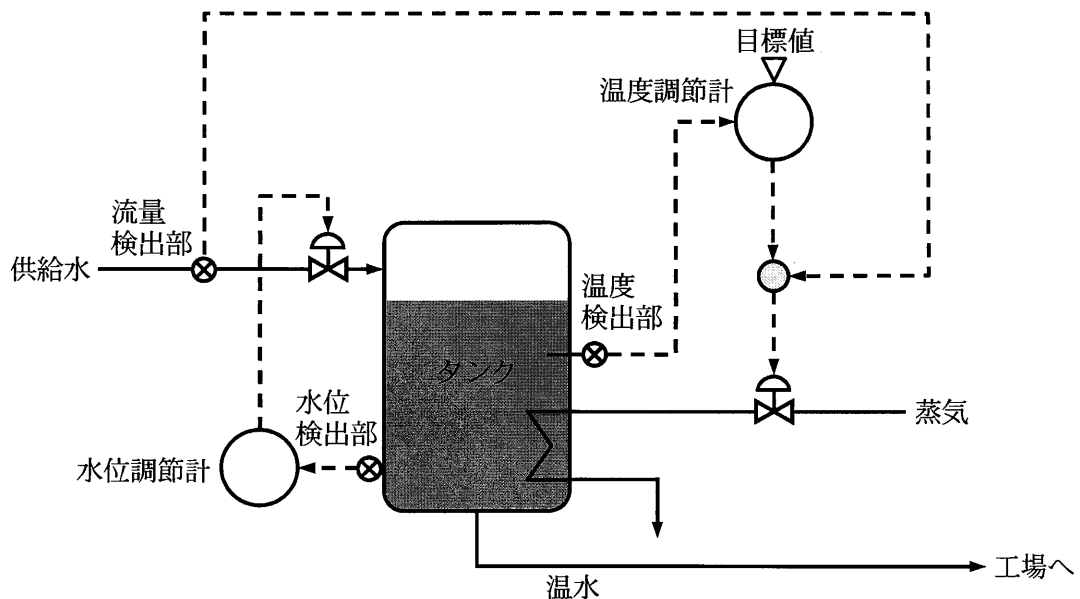 目標値
温度調節計
流量
検出部
供給水
温度
検出部
タンク
水位
検出部
蒸気
水位調節計
工場へ
温水